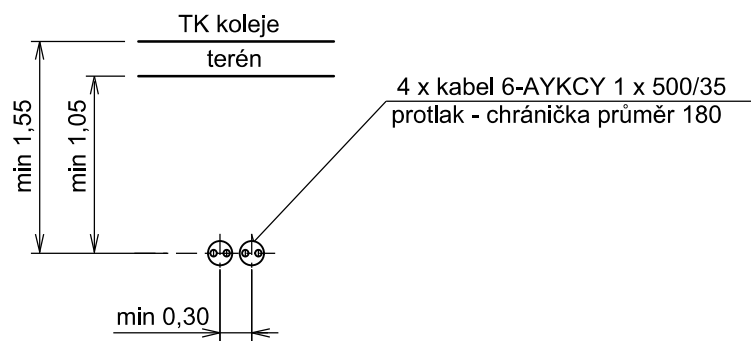 TK koleje
terén
4 x kabel 6-AYKCY 1 x 500/35
protlak - chránička průměr 180
min 1,55
min 1,05
min 0,30